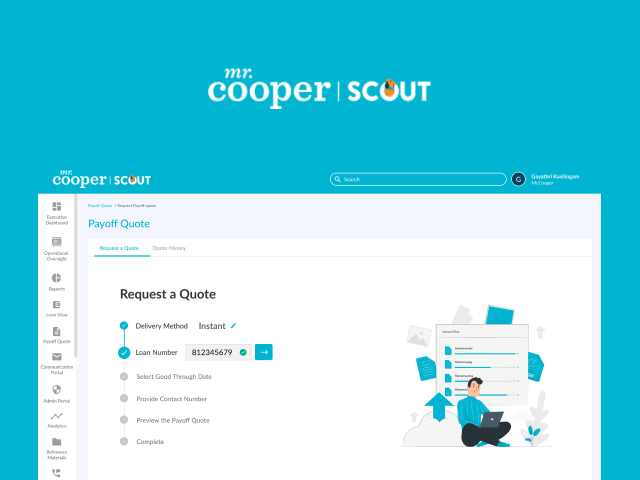 mr.
cooper | SCOUT
mr.
cooper | SCOUT
Search
G
Gayathri Kasilingam
Mr.Cooper
Executive
Dashboard
Operational
Oversight
Reports
Loan View
Payoff Quote
Communication
Portal
Admin Portal
Analytics
Reference
Materials
Payoff Quote / Request Payoff quote
Payoff Quote
Request a Quote
Quote History
Request a Quote
Delivery Method Instant
Loan Number 812345679
Select Good Through Date
Provide Contact Number
Preview the Payoff Quote
Complete